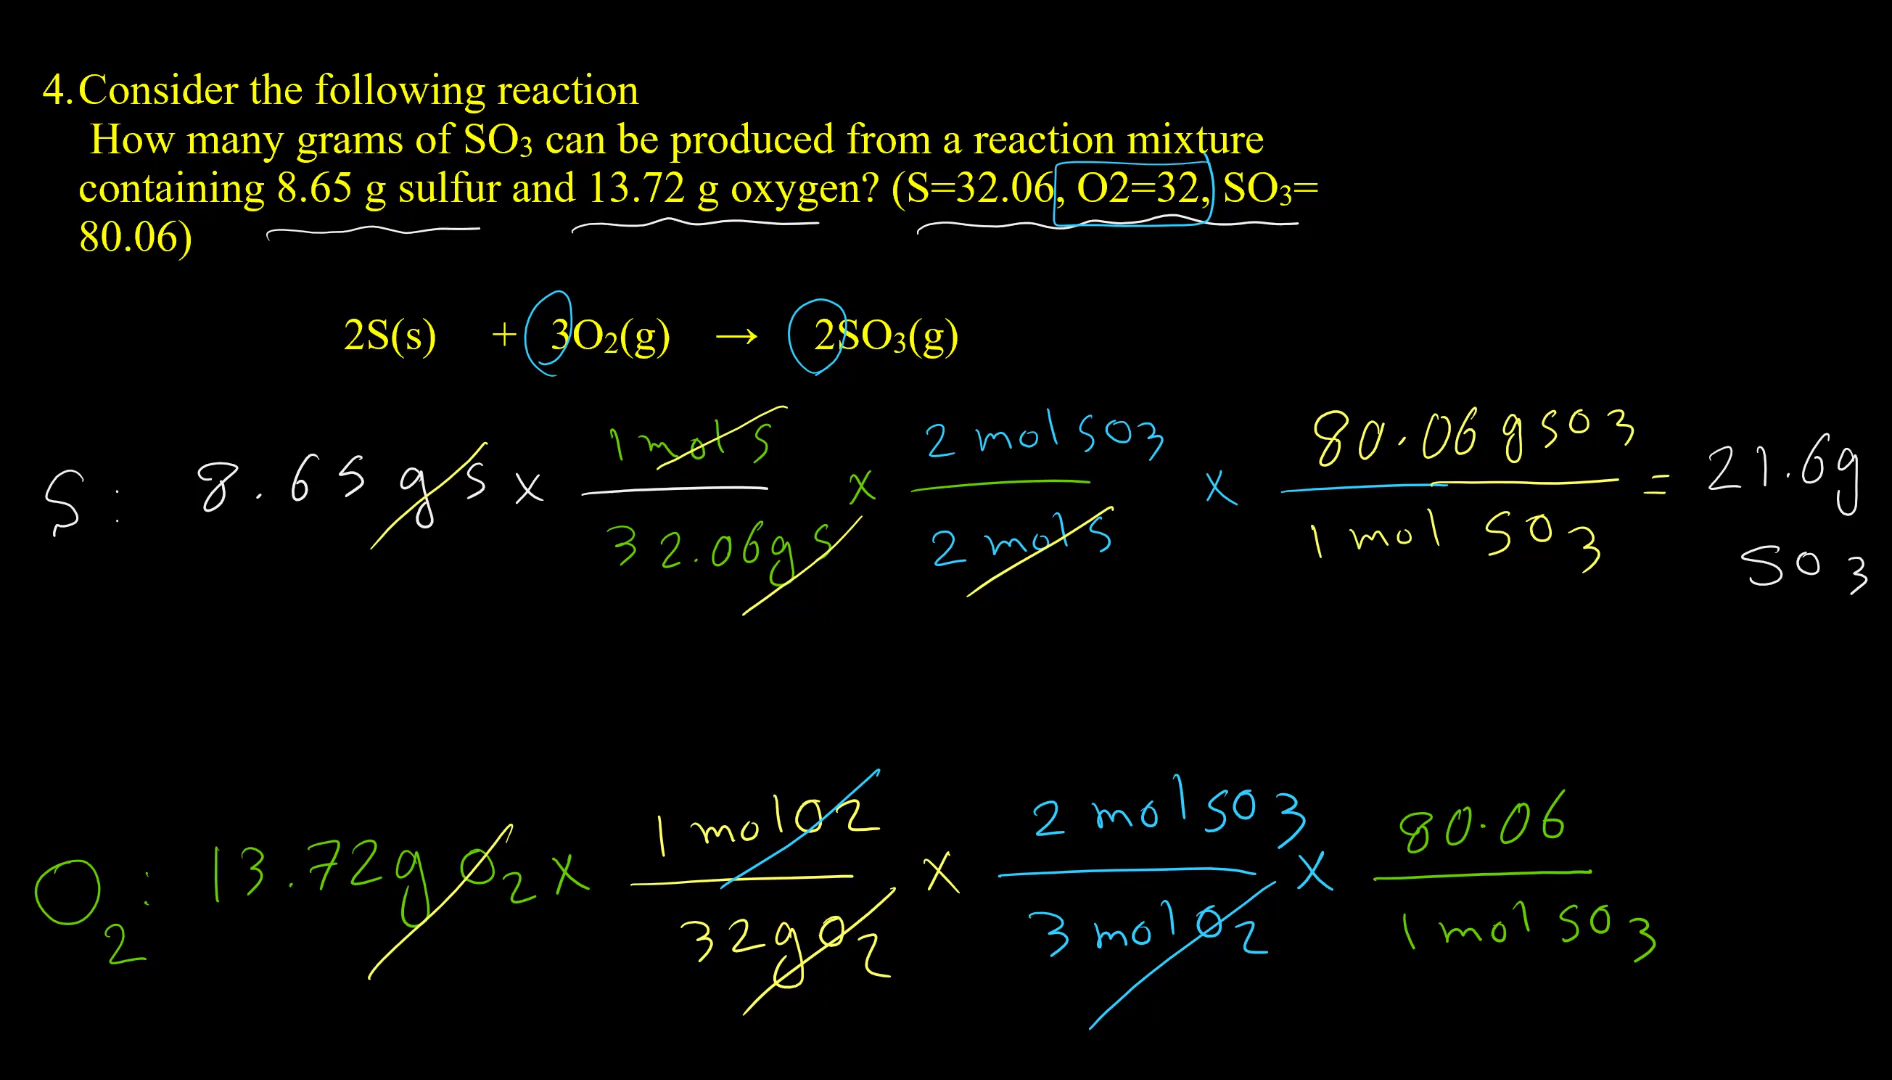 4. Consider the following reaction
How many grams of SO₃ can be produced from a reaction mixture
containing 8.65 g sulfur and 13.72 g oxygen? (S=32.06, O2=32, SO₃=
80.06)
2S(s) + 3O₂(g) → 2SO₃(g)
S: 8.65 g S x 1 mol S / 32.06 g S x 2 mol SO3 / 2 mol S x 80.06 g SO3 / 1 mol SO3 = 21.6g SO3
O2: 13.72g O2 x 1 mol O2 / 32 g O2 x 2 mol SO3 / 3 mol O2 x 80.06 / 1 mol SO3